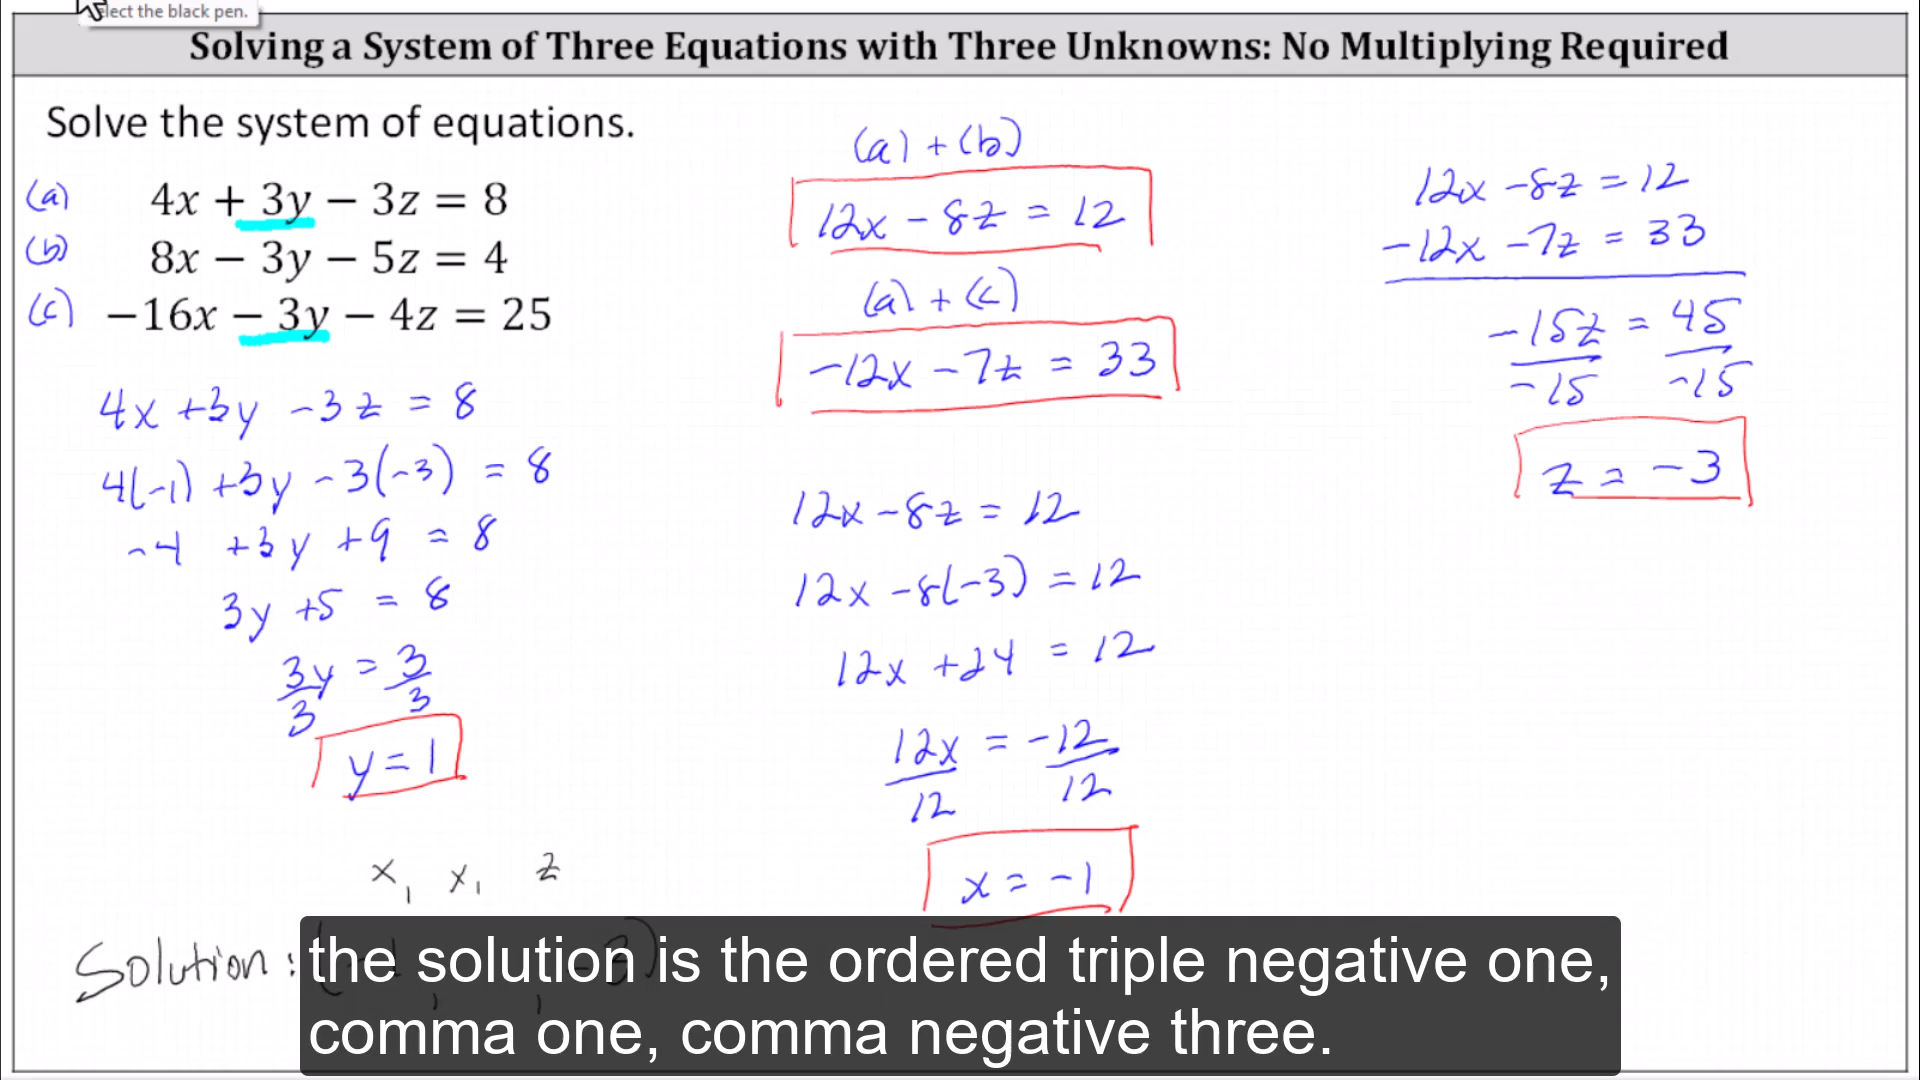 lect the black pen.
Solving a System of Three Equations with Three Unknowns: No Multiplying Required
Solve the system of equations.
(a) 4x + 3y − 3z = 8
(b) 8x − 3y − 5z = 4
(c) −16x − 3y − 4z = 25
4x +3y −3z = 8
4(−1) +3y −3(−3) = 8
−4 +3y +9 = 8
3y +5 = 8
3y = 3
3 3
y = 1
(a) + (b)
12x − 8z = 12
(a) + (c)
−12x − 7z = 33
12x −8z = 12
12x −8(−3) = 12
12x +24 = 12
12x = −12
12 12
x = −1
12x −8z = 12
−12x −7z = 33
−15z = 45
−15 −15
z = −3
x, x, z
Solution:
the solution is the ordered triple negative one,
comma one, comma negative three.